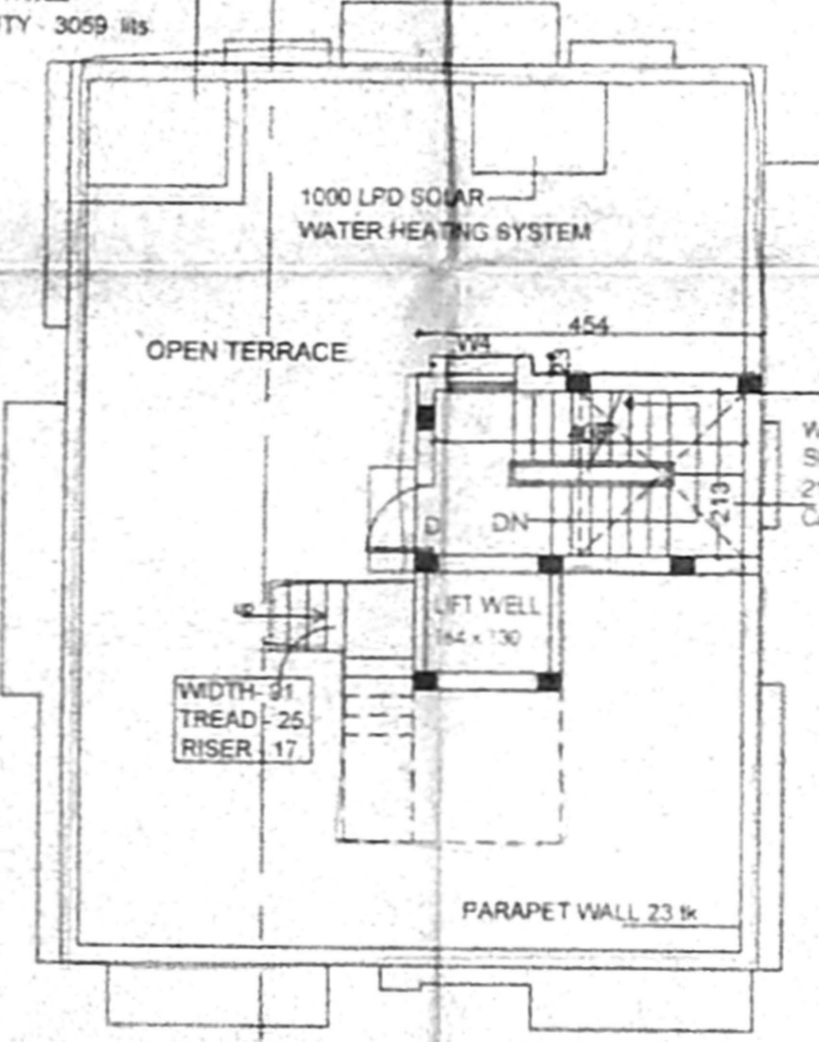 TY - 3059 lits
1000 LPD SOLAR
WATER HEATING SYSTEM
454
W4
OPEN TERRACE
213
D
DN
LIFT WELL
164 x 130
WIDTH- 91
TREAD - 25
RISER - 17
PARAPET WALL 23 tk